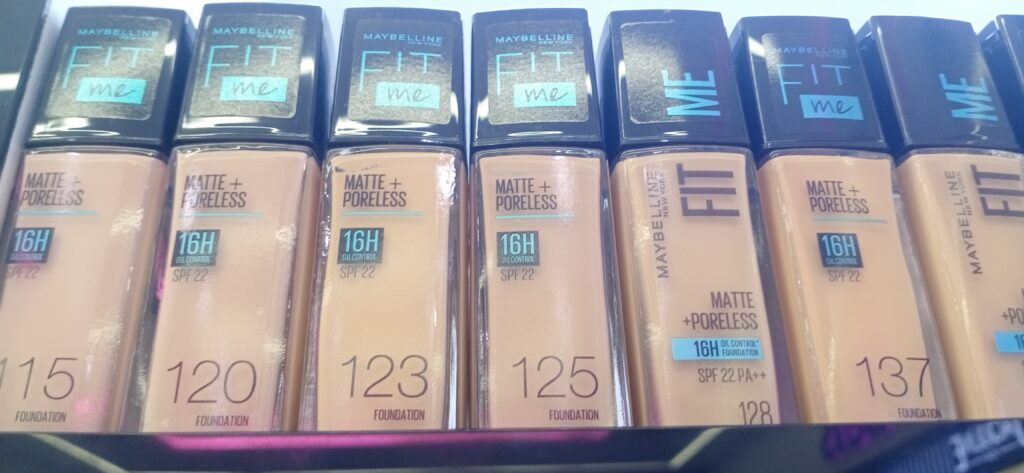 MAYBELLINE
NEW YORK
FIT
me
MATTE +
PORELESS
16H
OIL CONTROL
SPF 22
115
FOUNDATION
MAYBELLINE
NEW YORK
FIT
me
MATTE +
PORELESS
16H
OIL CONTROL
SPF 22
120
FOUNDATION
MAYBELLINE
NEW YORK
FIT
me
MATTE +
PORELESS
16H
OIL CONTROL
SPF 22
123
FOUNDATION
MAYBELLINE
NEW YORK
FIT
me
MATTE +
PORELESS
16H
OIL CONTROL
SPF 22
125
FOUNDATION
ME
FIT
MAYBELLINE
NEW YORK
MATTE
+PORELESS
16H OIL CONTROL*
FOUNDATION
SPF 22 PA++
128
MAYBELLINE
NEW YORK
FIT
me
MATTE +
PORELESS
16H
OIL CONTROL
SPF 22
137
FOUNDATION
ME
FIT
MAYBELLINE
NEW YORK